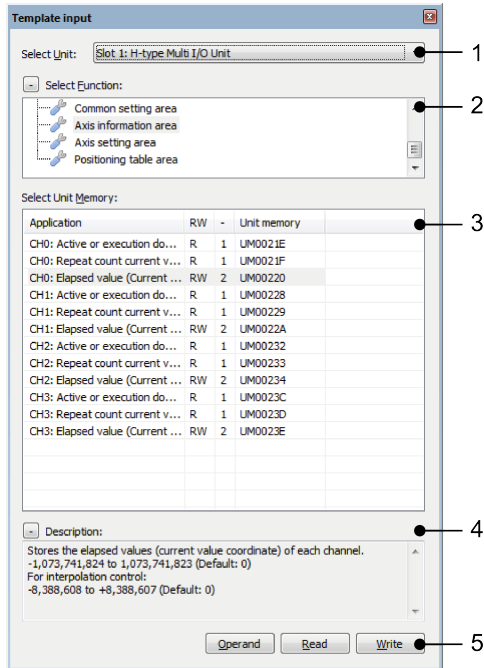 Template input
Select Unit: Slot 1: H-type Multi I/O Unit 1
- Select Function:
Common setting area 2
Axis information area
Axis setting area
Positioning table area
Select Unit Memory:
Application RW - Unit memory 3
CH0: Active or execution do... R 1 UM0021E
CH0: Repeat count current v... R 1 UM0021F
CH0: Elapsed value (Current ... RW 2 UM00220
CH1: Active or execution do... R 1 UM00228
CH1: Repeat count current v... R 1 UM00229
CH1: Elapsed value (Current ... RW 2 UM0022A
CH2: Active or execution do... R 1 UM00232
CH2: Repeat count current v... R 1 UM00233
CH2: Elapsed value (Current ... RW 2 UM00234
CH3: Active or execution do... R 1 UM0023C
CH3: Repeat count current v... R 1 UM0023D
CH3: Elapsed value (Current ... RW 2 UM0023E
- Description: 4
Stores the elapsed values (current value coordinate) of each channel.
-1,073,741,824 to 1,073,741,823 (Default: 0)
For interpolation control:
-8,388,608 to +8,388,607 (Default: 0)
Operand Read Write 5